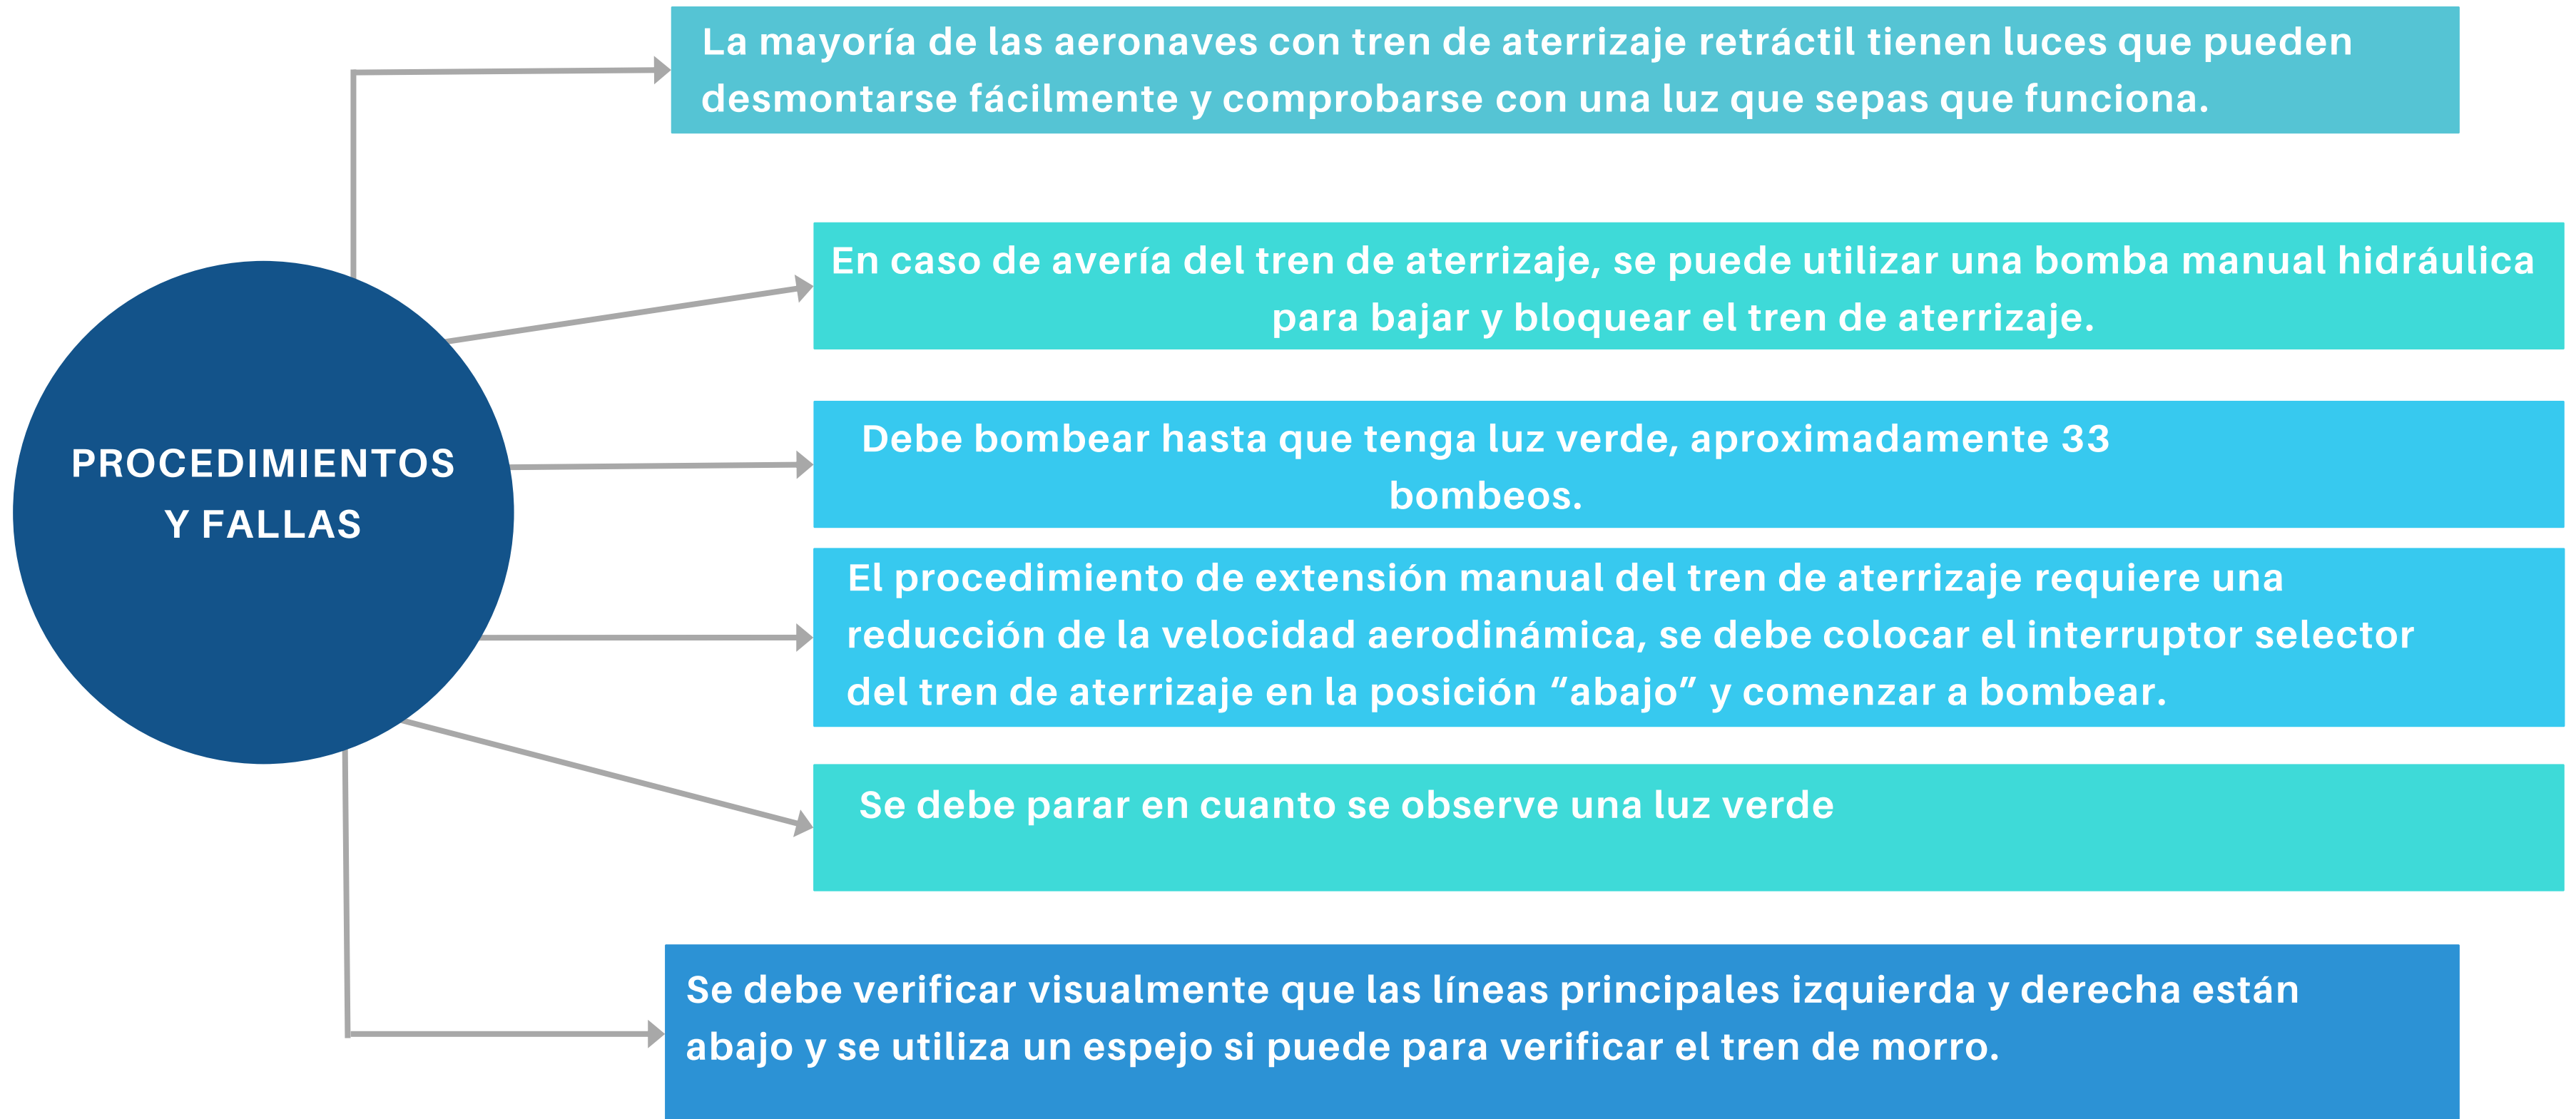 PROCEDIMIENTOS
Y FALLAS
La mayoría de las aeronaves con tren de aterrizaje retráctil tienen luces que pueden
desmontarse fácilmente y comprobarse con una luz que sepas que funciona.
En caso de avería del tren de aterrizaje, se puede utilizar una bomba manual hidráulica
para bajar y bloquear el tren de aterrizaje.
Debe bombear hasta que tenga luz verde, aproximadamente 33
bombeos.
El procedimiento de extensión manual del tren de aterrizaje requiere una
reducción de la velocidad aerodinámica, se debe colocar el interruptor selector
del tren de aterrizaje en la posición “abajo” y comenzar a bombear.
Se debe parar en cuanto se observe una luz verde
Se debe verificar visualmente que las líneas principales izquierda y derecha están
abajo y se utiliza un espejo si puede para verificar el tren de morro.